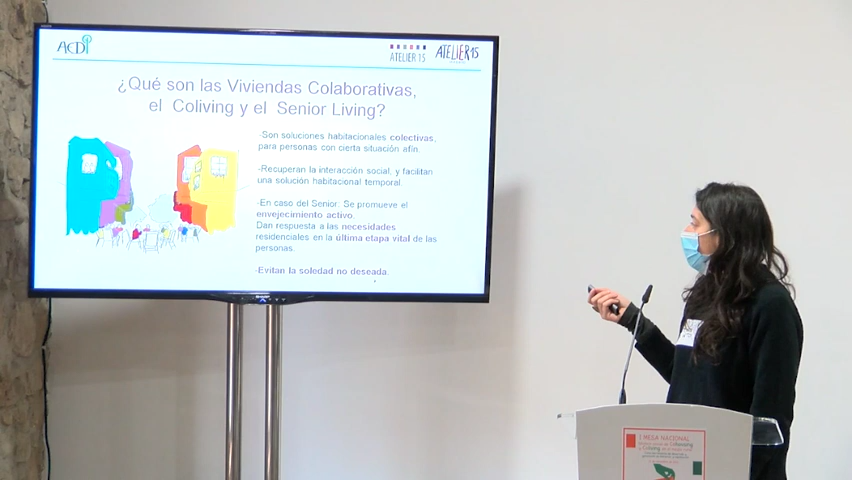 ACDI
ATELIER 15
ATELIER15
¿Qué son las Viviendas Colaborativas,
el Coliving y el Senior Living?
-Son soluciones habitacionales colectivas,
para personas con cierta situación afín.
-Recuperan la interacción social, y facilitan
una solución habitacional temporal.
-En caso del Senior: Se promueve el
envejecimiento activo.
Dan respuesta a las necesidades
residenciales en la última etapa vital de las
personas.
-Evitan la soledad no deseada.
I MESA NACIONAL